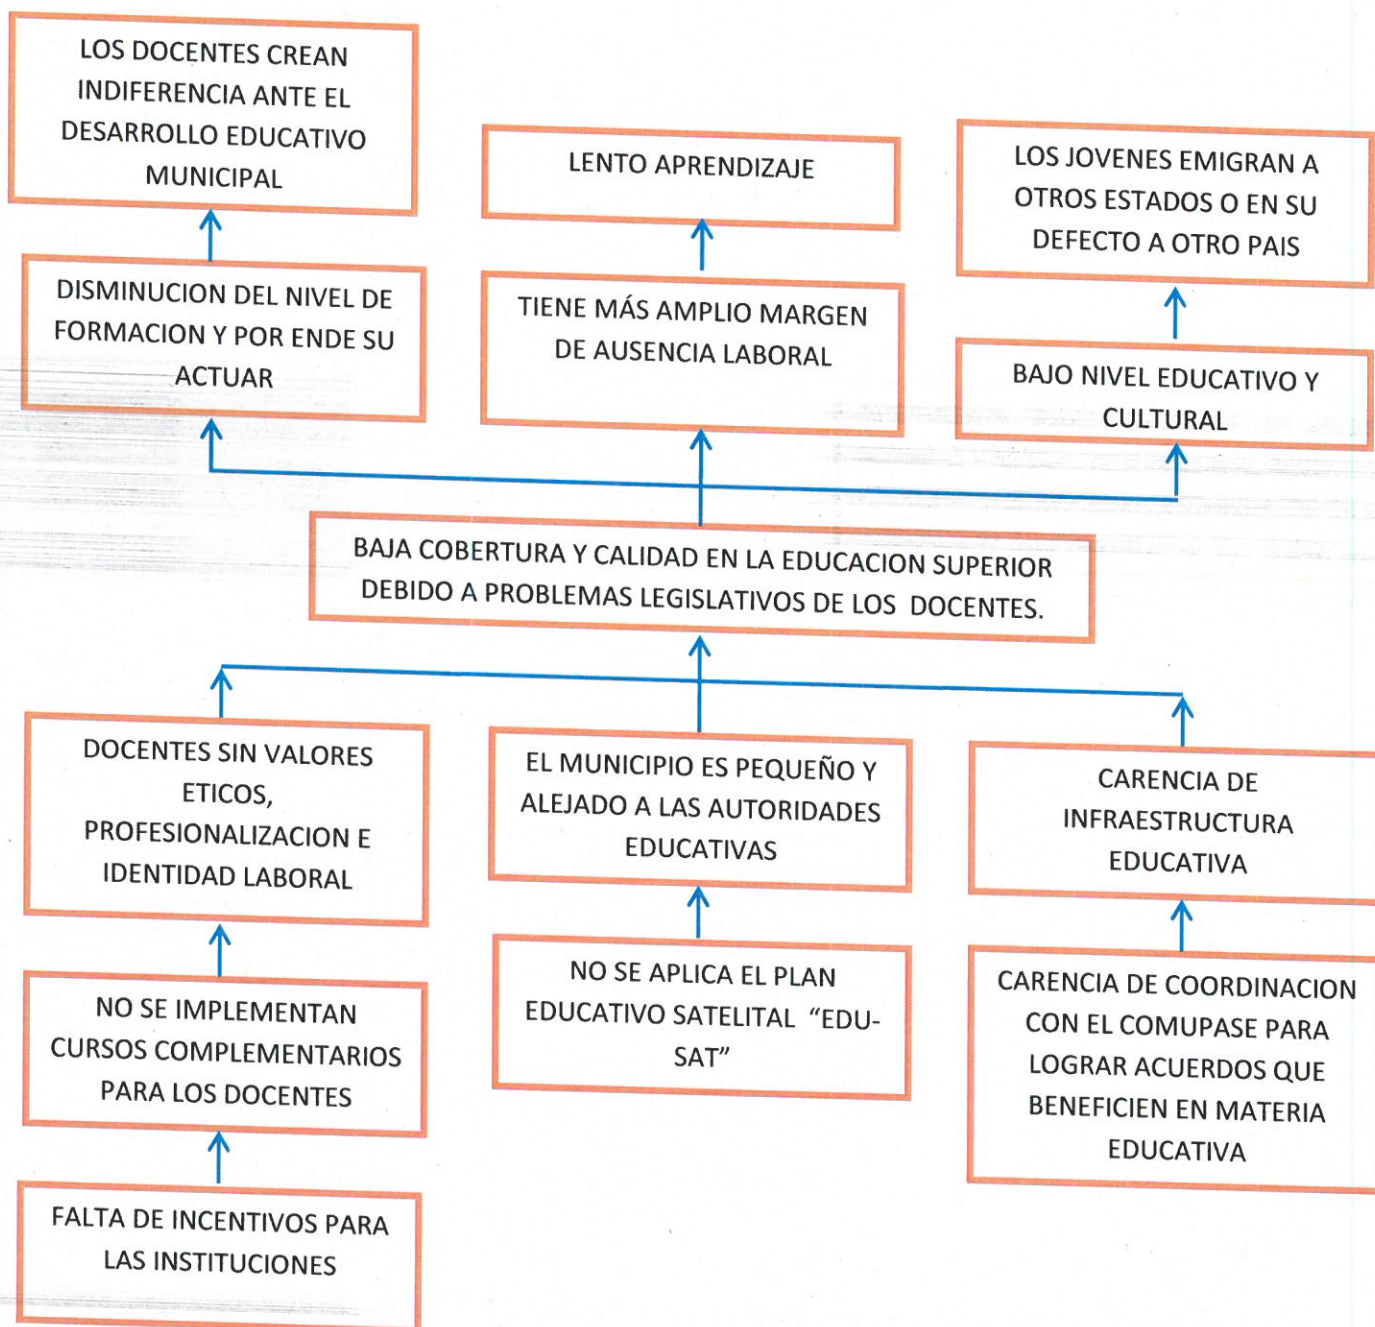 LOS DOCENTES CREAN
INDIFERENCIA ANTE EL
DESARROLLO EDUCATIVO
MUNICIPAL
LENTO APRENDIZAJE
LOS JOVENES EMIGRAN A
OTROS ESTADOS O EN SU
DEFECTO A OTRO PAIS
DISMINUCION DEL NIVEL DE
FORMACION Y POR ENDE SU
ACTUAR
TIENE MÁS AMPLIO MARGEN
DE AUSENCIA LABORAL
BAJO NIVEL EDUCATIVO Y
CULTURAL
BAJA COBERTURA Y CALIDAD EN LA EDUCACION SUPERIOR
DEBIDO A PROBLEMAS LEGISLATIVOS DE LOS DOCENTES.
DOCENTES SIN VALORES
ETICOS,
PROFESIONALIZACION E
IDENTIDAD LABORAL
EL MUNICIPIO ES PEQUEÑO Y
ALEJADO A LAS AUTORIDADES
EDUCATIVAS
CARENCIA DE
INFRAESTRUCTURA
EDUCATIVA
NO SE IMPLEMENTAN
CURSOS COMPLEMENTARIOS
PARA LOS DOCENTES
NO SE APLICA EL PLAN
EDUCATIVO SATELITAL “EDU-
SAT”
CARENCIA DE COORDINACION
CON EL COMUPASE PARA
LOGRAR ACUERDOS QUE
BENEFICIEN EN MATERIA
EDUCATIVA
FALTA DE INCENTIVOS PARA
LAS INSTITUCIONES